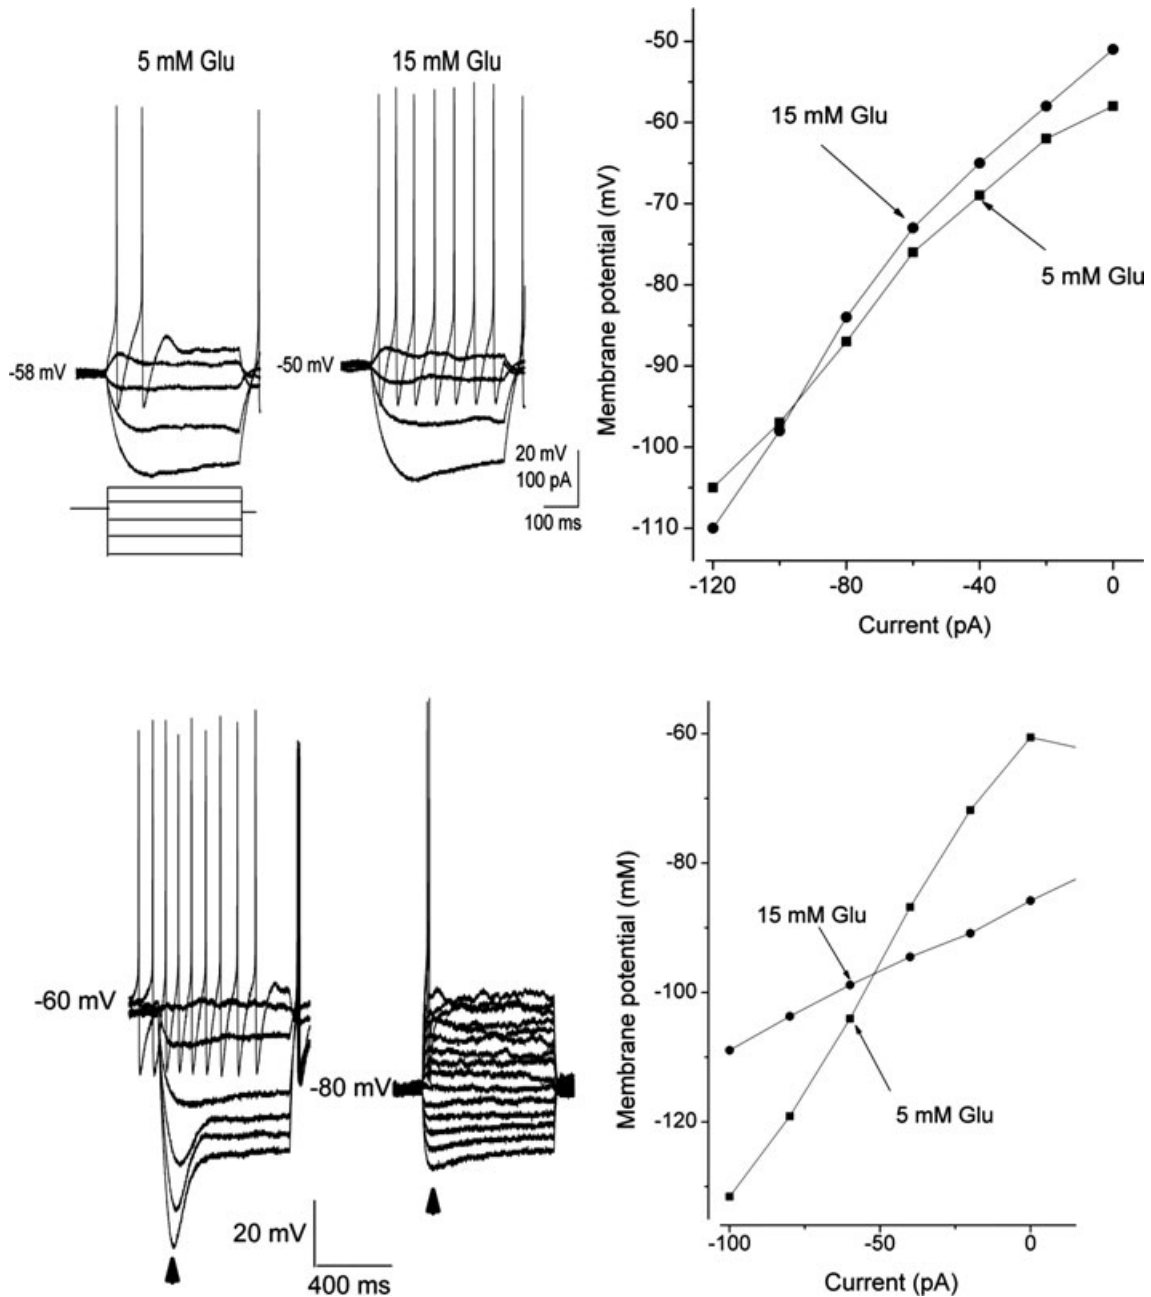 5 mM Glu
15 mM Glu
-58 mV
-50 mV
20 mV
100 pA
100 ms
-50
-60
-70
-80
-90
-100
-110
Membrane potential (mV)
15 mM Glu
5 mM Glu
-120
-80
-40
0
Current (pA)
-60 mV
-80 mV
20 mV
400 ms
-60
-80
-100
-120
Membrane potential (mM)
15 mM Glu
5 mM Glu
-100
-50
0
Current (pA)